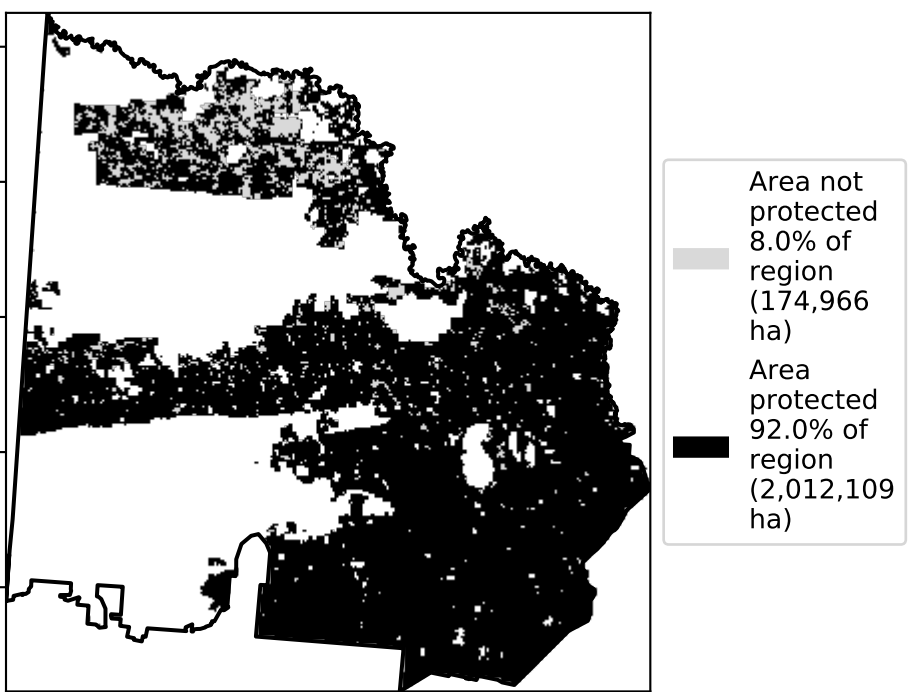 Area not
protected
8.0% of
region
(174,966
ha)
Area
protected
92.0% of
region
(2,012,109
ha)